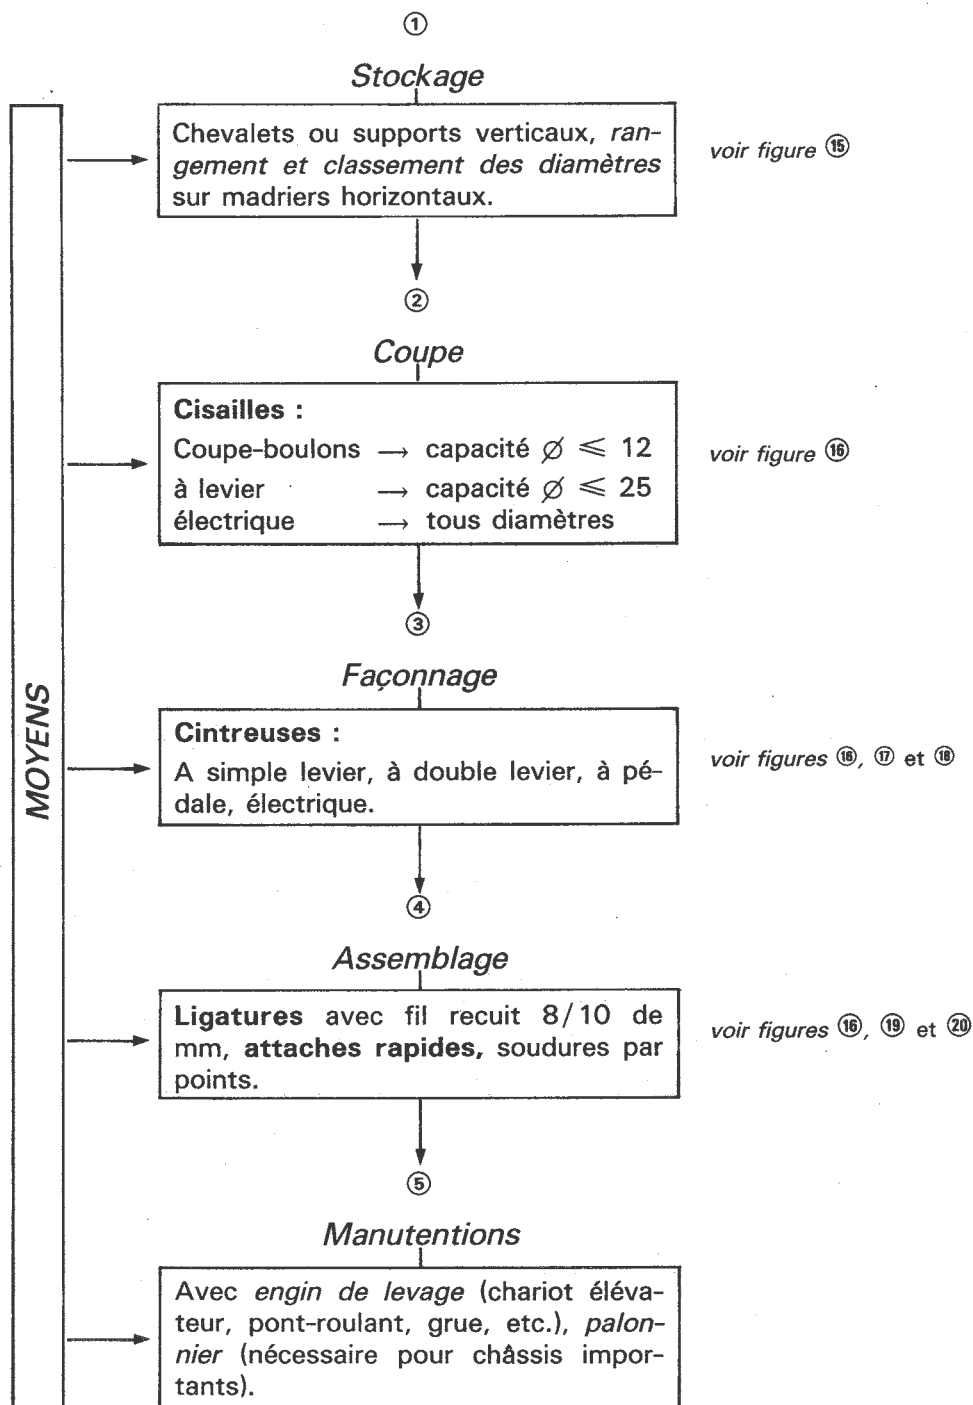 ①
Stockage
Chevalets ou supports verticaux, ran-
gement et classement des diamètres
sur madriers horizontaux.
voir figure ⑮
②
Coupe
Cisailles :
Coupe-boulons → capacité ∅ ⩽ 12
à levier → capacité ∅ ⩽ 25
électrique → tous diamètres
voir figure ⑯
③
Façonnage
Cintreuses :
A simple levier, à double levier, à pé-
dale, électrique.
voir figures ⑯, ⑰ et ⑱
④
Assemblage
Ligatures avec fil recuit 8/10 de
mm, attaches rapides, soudures par
points.
voir figures ⑯, ⑲ et ⑳
⑤
Manutentions
Avec engin de levage (chariot éléva-
teur, pont-roulant, grue, etc.), palon-
nier (nécessaire pour châssis impor-
tants).
MOYENS